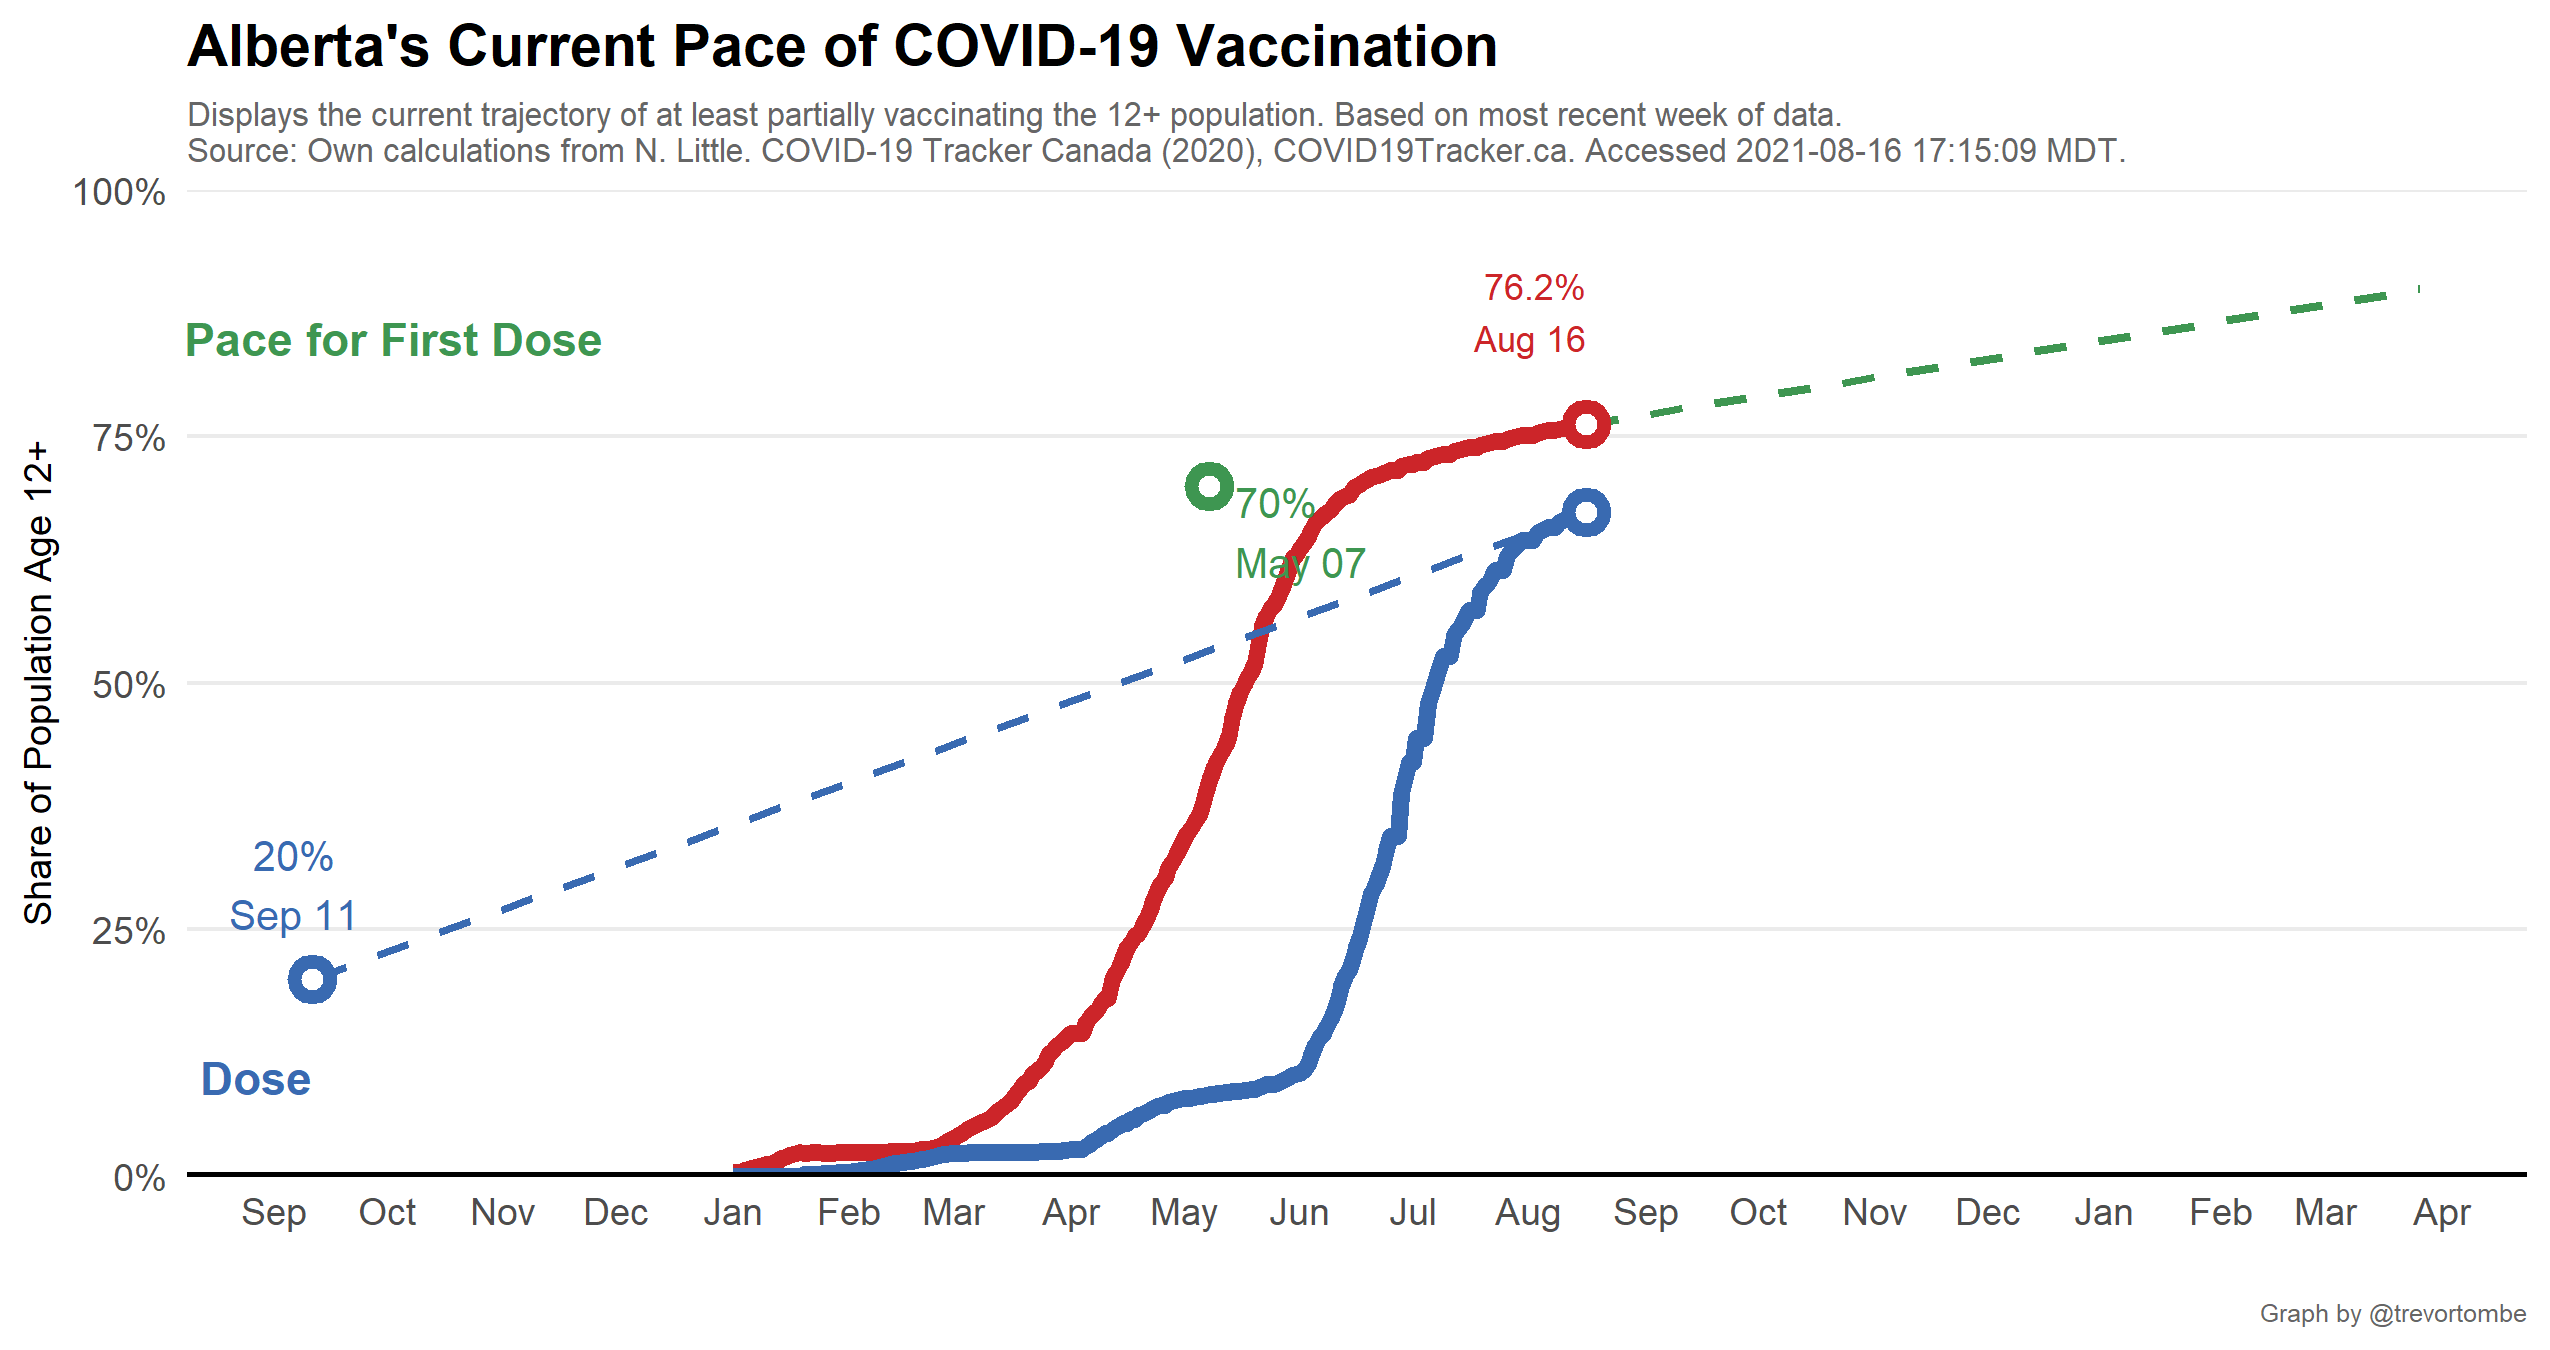 Alberta's Current Pace of COVID-19 Vaccination
Displays the current trajectory of at least partially vaccinating the 12+ population. Based on most recent week of data.
Source: Own calculations from N. Little. COVID-19 Tracker Canada (2020), COVID19Tracker.ca. Accessed 2021-08-16 17:15:09 MDT.
100%
75%
50%
25%
0%
Share of Population Age 12+
Pace for First Dose
76.2%
Aug 16
70%
May 07
20%
Sep 11
Dose
Sep Oct Nov Dec Jan Feb Mar Apr May Jun Jul Aug Sep Oct Nov Dec Jan Feb Mar Apr
Graph by @trevortombe